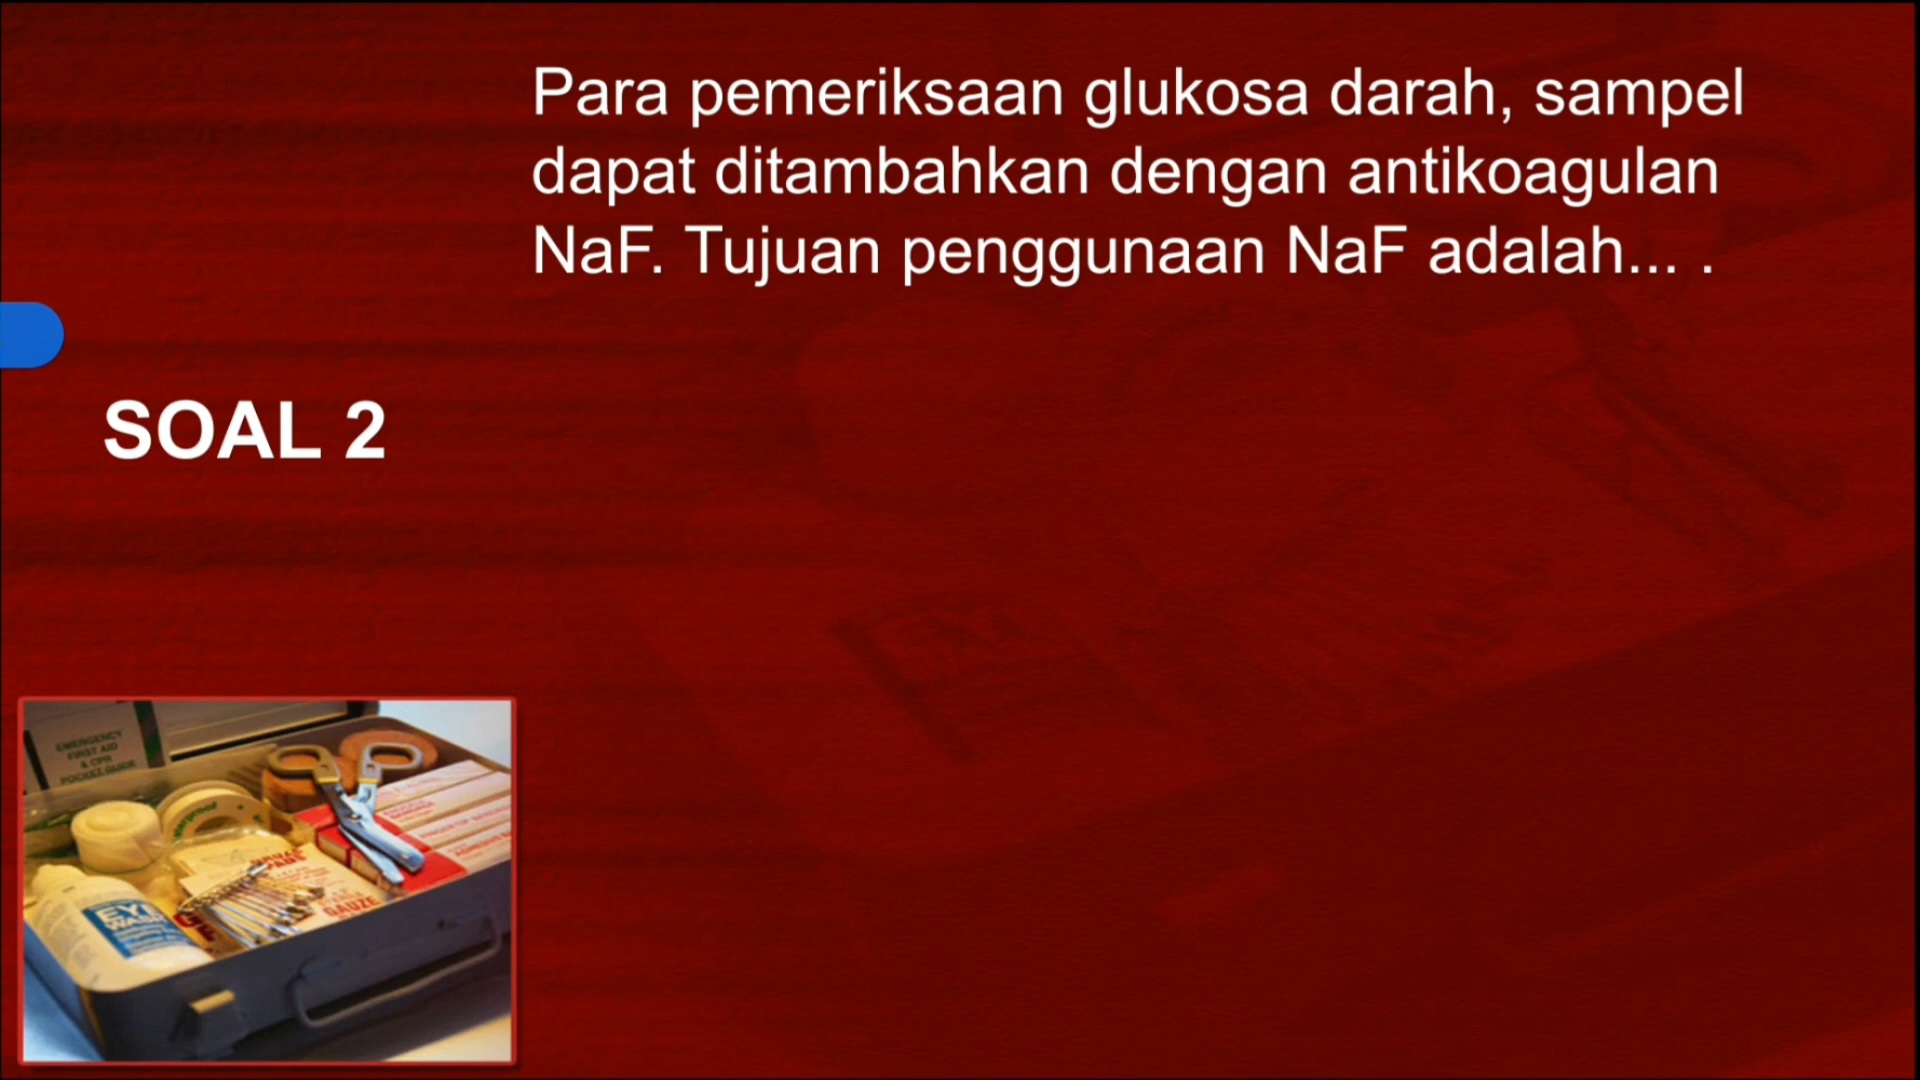 Para pemeriksaan glukosa darah, sampel
dapat ditambahkan dengan antikoagulan
NaF. Tujuan penggunaan NaF adalah... .
SOAL 2
EMERGENCY
FIRST AID
& CPR
POCKET GUIDE
GAUZE
EYE
WASH